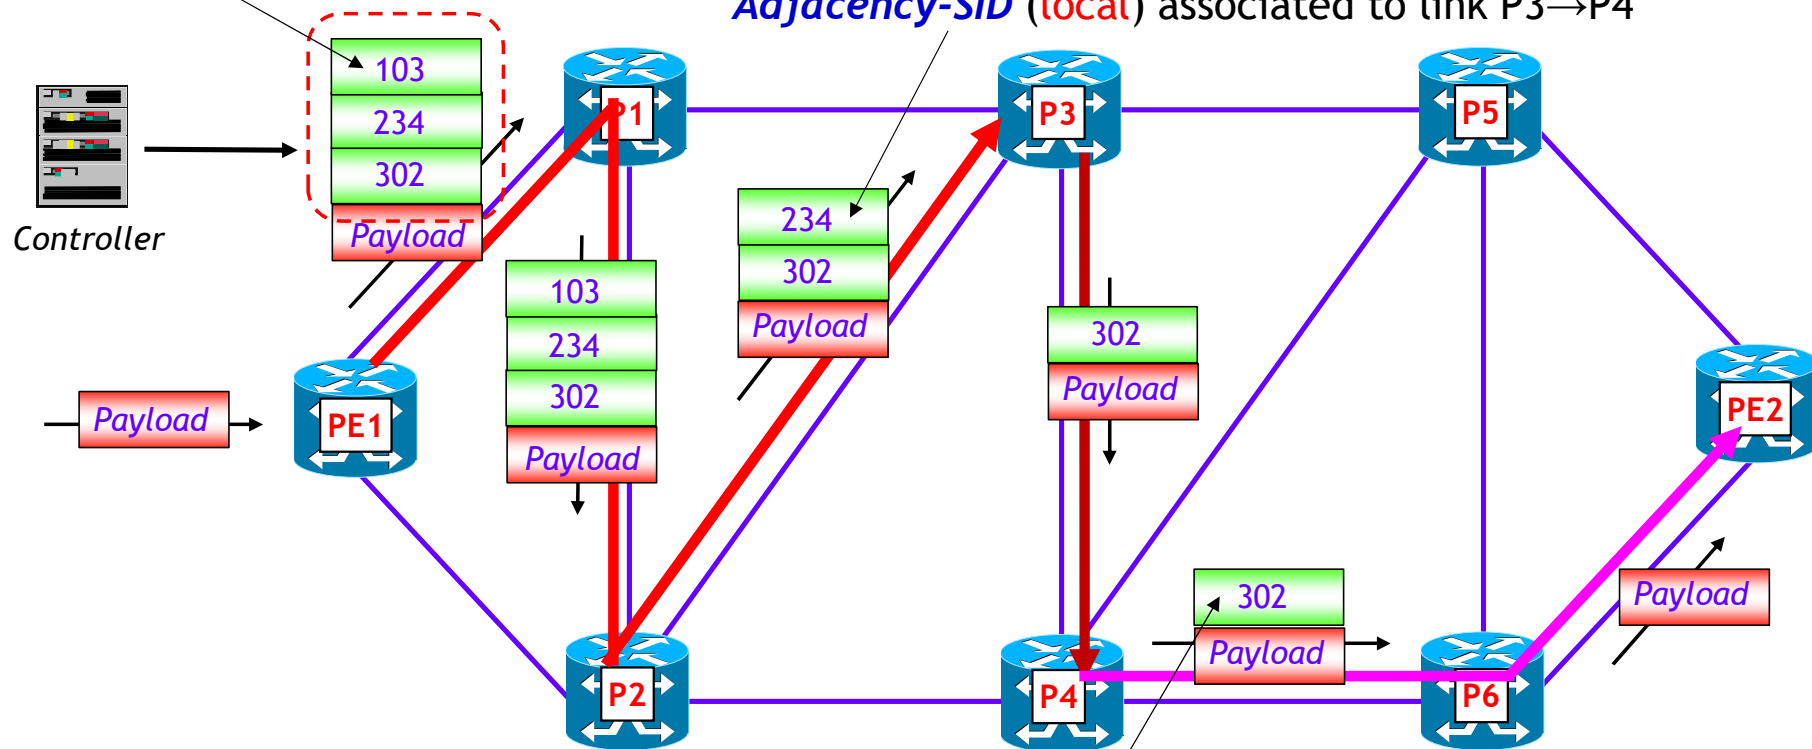 Adjacency-SID (local) associated to link P3→P4
103
234
302
Payload
Controller
P1
P3
P5
234
302
Payload
103
234
302
Payload
302
Payload
Payload
PE1
PE2
302
Payload
Payload
P2
P4
P6